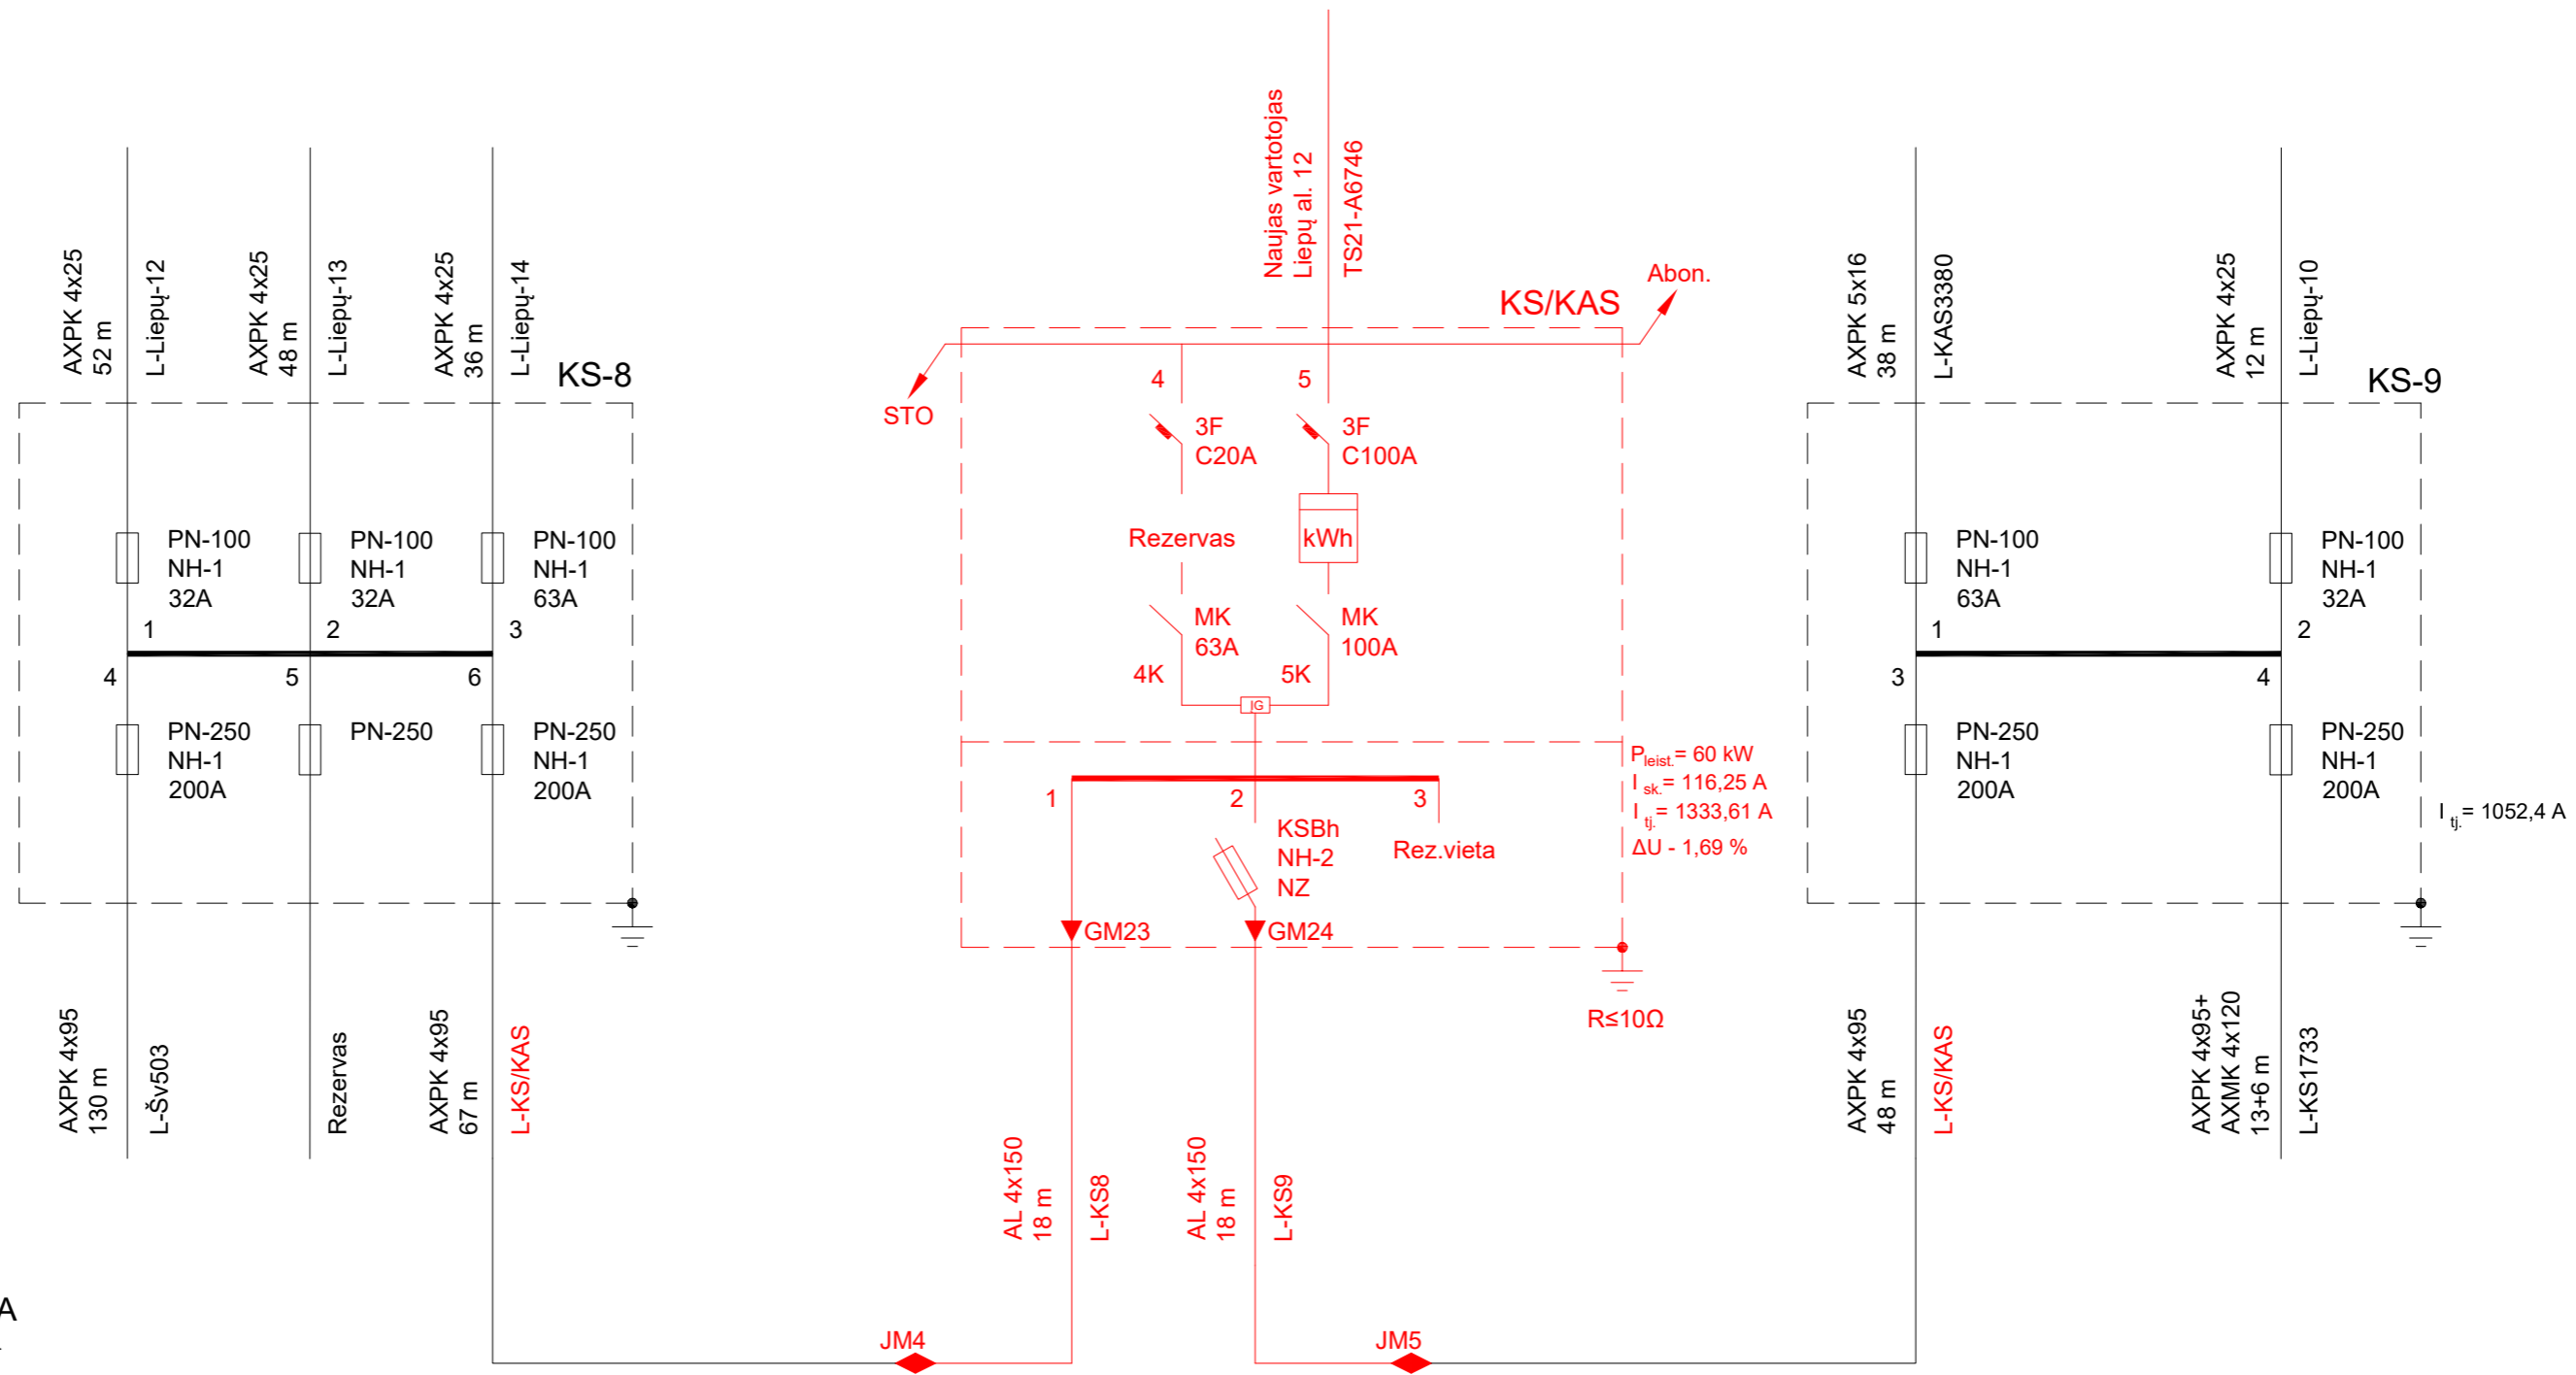 AXPK 4x25
52 m
L-Liepų-12
AXPK 4x25
48 m
L-Liepų-13
AXPK 4x25
36 m
L-Liepų-14
KS-8
PN-100
NH-1
32A
PN-100
NH-1
32A
PN-100
NH-1
63A
1
2
3
4
5
6
PN-250
NH-1
200A
PN-250
PN-250
NH-1
200A
AXPK 4x95
130 m
L-Šv503
Rezervas
AXPK 4x95
67 m
L-KS/KAS
A
Naujas vartotojas
Liepų al. 12
TS21-A6746
KS/KAS
Abon.
STO
4
5
3F
C20A
3F
C100A
Rezervas
kWh
MK
63A
MK
100A
4K
5K
ĮG
1
2
3
KSBh
NH-2
NZ
Rez.vieta
GM23
GM24
P leist.= 60 kW
I sk.= 116,25 A
I tj.= 1333,61 A
ΔU - 1,69 %
R≤10Ω
AL 4x150
18 m
L-KS8
AL 4x150
18 m
L-KS9
JM4
JM5
AXPK 5x16
38 m
L-KAS3380
AXPK 4x25
12 m
L-Liepų-10
KS-9
PN-100
NH-1
63A
PN-100
NH-1
32A
1
2
3
4
PN-250
NH-1
200A
PN-250
NH-1
200A
I tj.= 1052,4 A
AXPK 4x95
48 m
L-KS/KAS
AXPK 4x95+
AXMK 4x120
13+6 m
L-KS1733